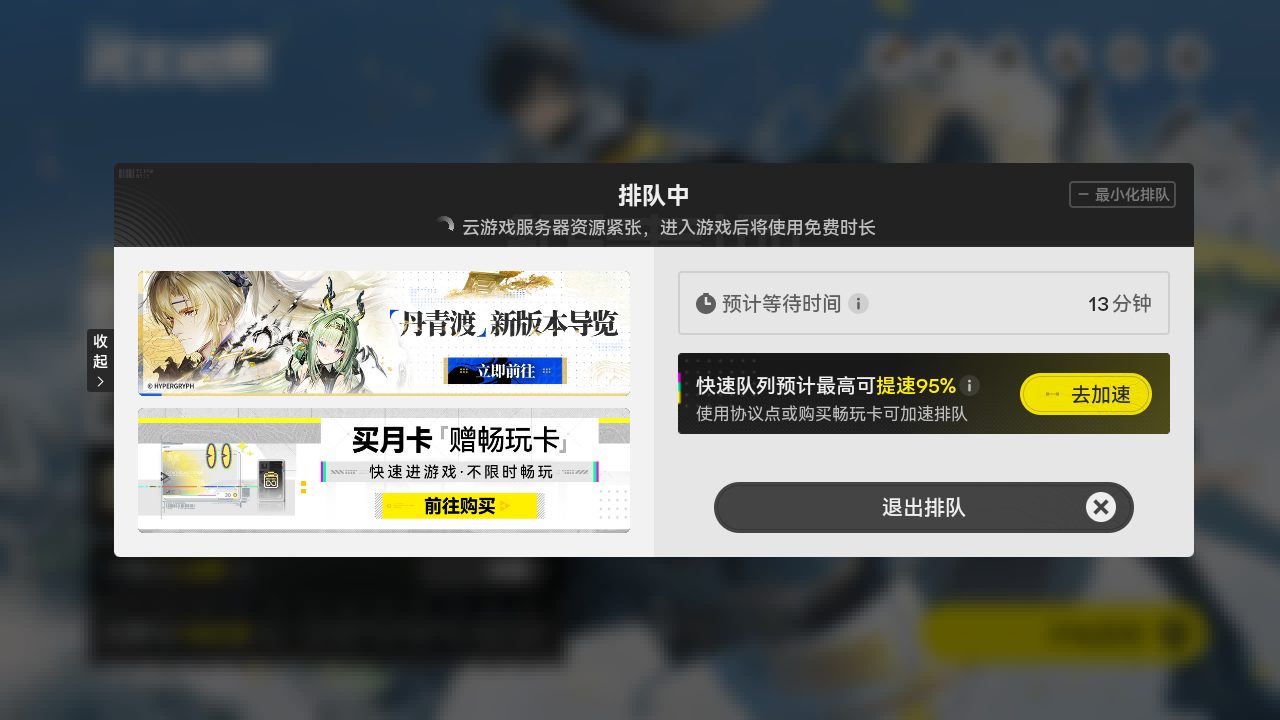 排队中
最小化排队
云游戏服务器资源紧张，进入游戏后将使用免费时长
收起
丹青渡 新版本导览
立即前往
© HYPERGRYPH
买月卡『赠畅玩卡』
快速进游戏·不限时畅玩
前往购买
预计等待时间
13 分钟
快速队列预计最高可提速95%
使用协议点或购买畅玩卡可加速排队
去加速
退出排队